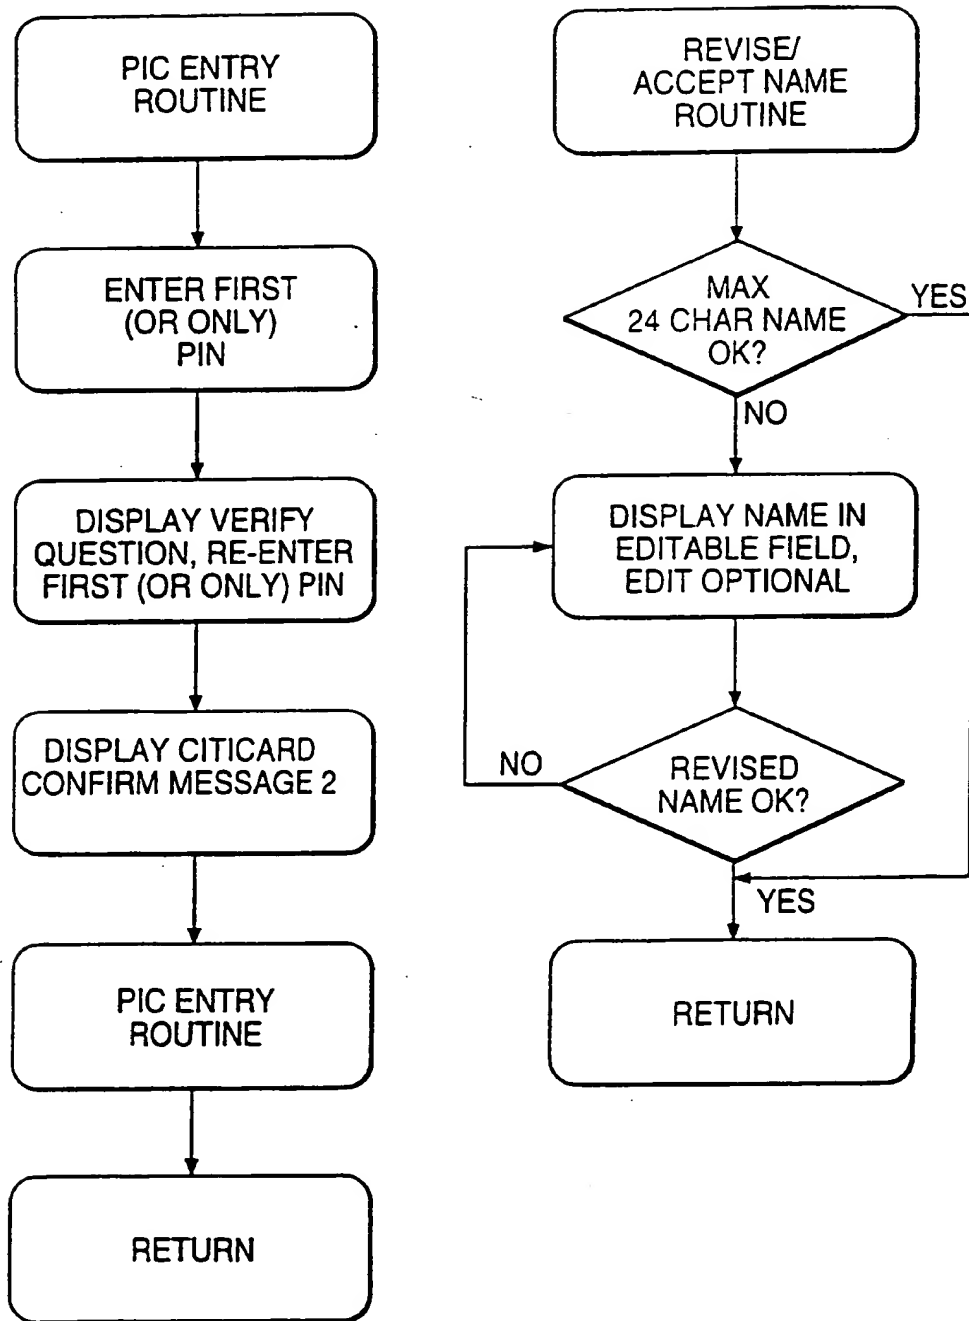 PIC ENTRY
ROUTINE
ENTER FIRST
(OR ONLY)
PIN
DISPLAY VERIFY
QUESTION, RE-ENTER
FIRST (OR ONLY) PIN
DISPLAY CITICARD
CONFIRM MESSAGE 2
PIC ENTRY
ROUTINE
RETURN
REVISE/
ACCEPT NAME
ROUTINE
MAX
24 CHAR NAME
OK?
YES
NO
DISPLAY NAME IN
EDITABLE FIELD,
EDIT OPTIONAL
REVISED
NAME OK?
NO
YES
RETURN